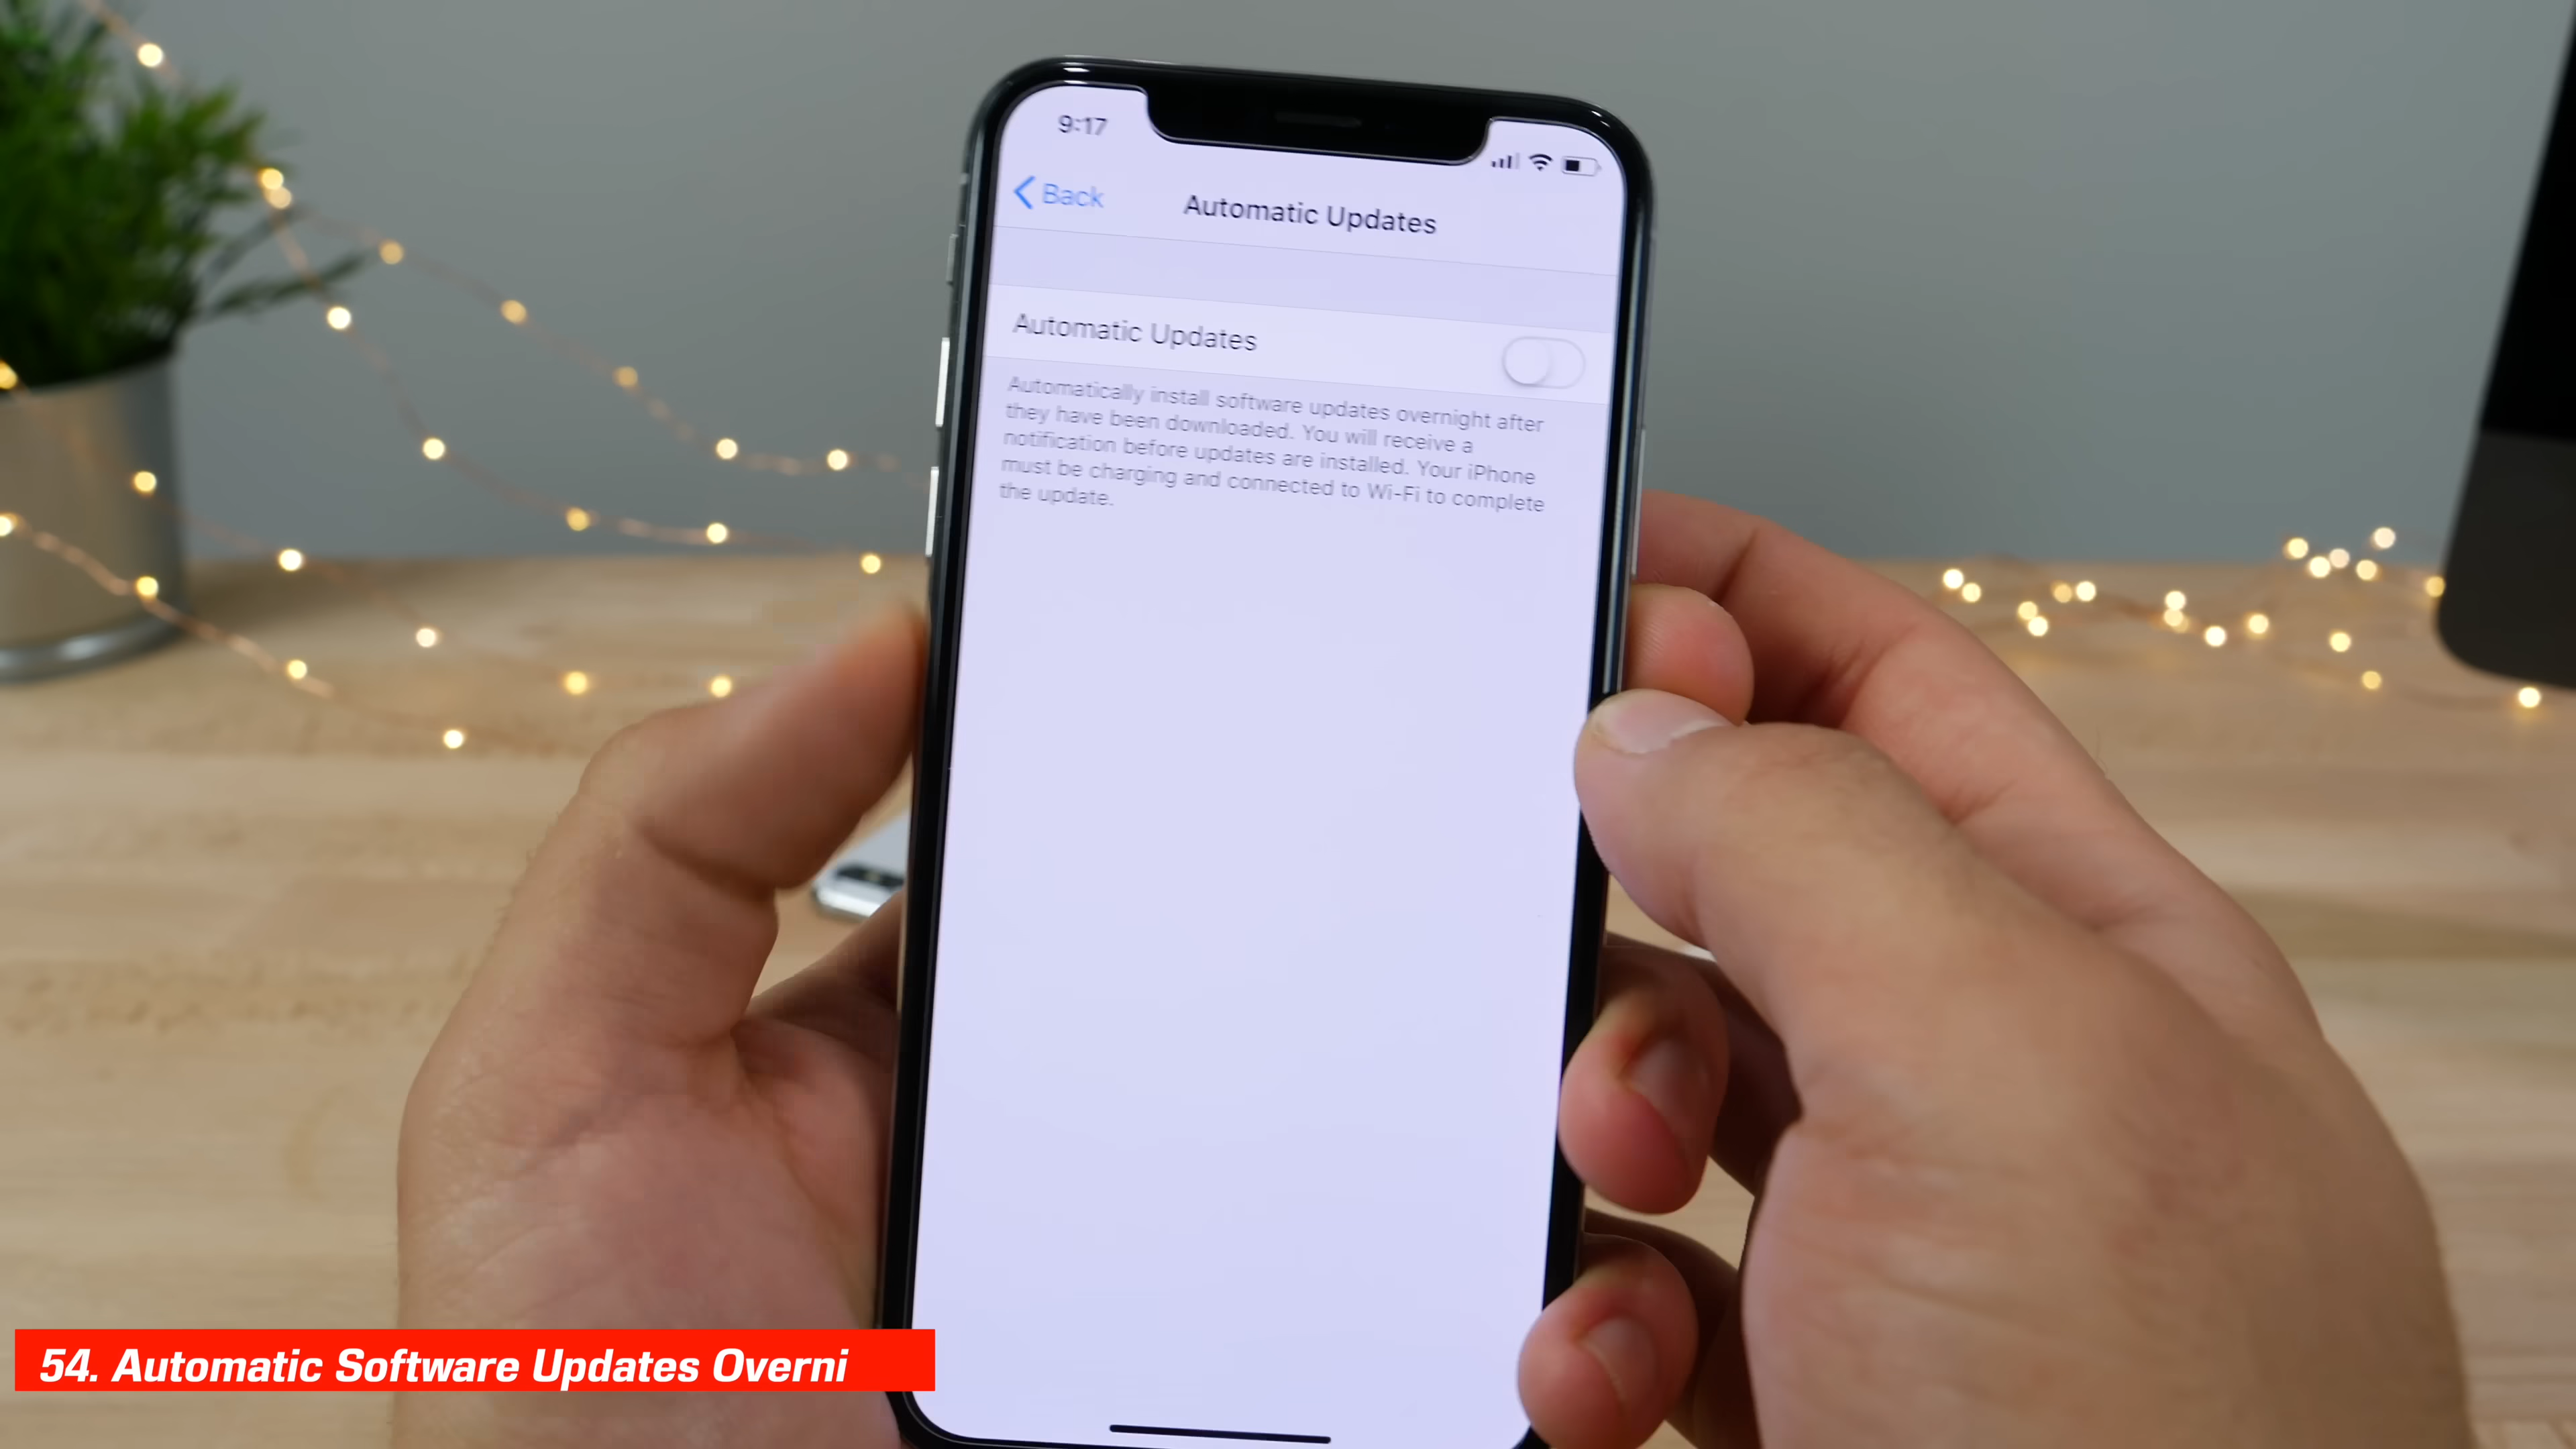 9:17
Back
Automatic Updates
Automatic Updates
Automatically install software updates overnight after
they have been downloaded. You will receive a
notification before updates are installed. Your iPhone
must be charging and connected to Wi-Fi to complete
the update.
54. Automatic Software Updates Overni